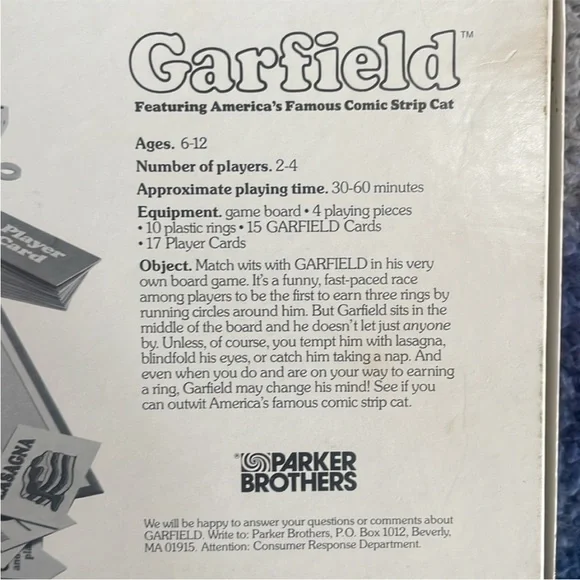 Garfield™
Featuring America's Famous Comic Strip Cat
Ages. 6-12
Number of players. 2-4
Approximate playing time. 30-60 minutes
Equipment. game board • 4 playing pieces
• 10 plastic rings • 15 GARFIELD Cards
• 17 Player Cards
Object. Match wits with GARFIELD in his very
own board game. It's a funny, fast-paced race
among players to be the first to earn three rings by
running circles around him. But Garfield sits in the
middle of the board and he doesn't let just anyone
by. Unless, of course, you tempt him with lasagna,
blindfold his eyes, or catch him taking a nap. And
even when you do and are on your way to earning
a ring, Garfield may change his mind! See if you
can outwit America's famous comic strip cat.
® PARKER
BROTHERS
We will be happy to answer your questions or comments about
GARFIELD. Write to: Parker Brothers, P.O. Box 1012, Beverly,
MA 01915. Attention: Consumer Response Department.
Player
Card
LASAGNA